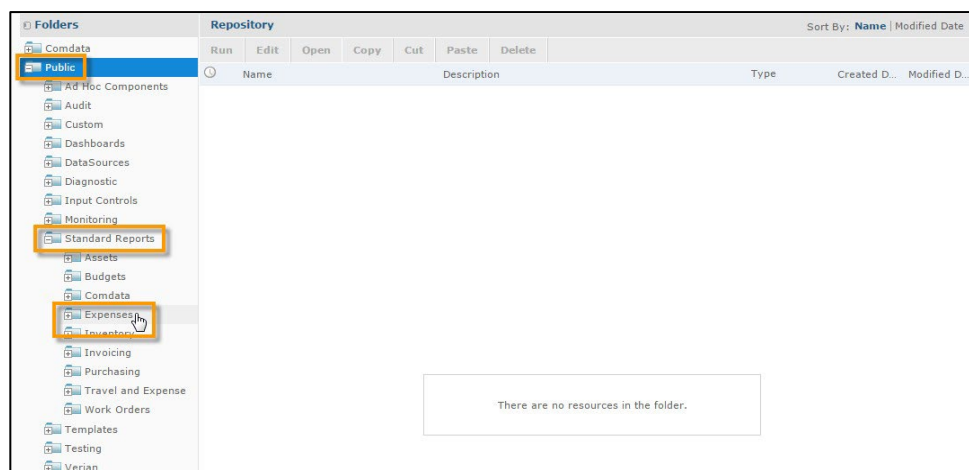 Folders
Comdata
Public
Ad Hoc Components
Audit
Custom
Dashboards
DataSources
Diagnostic
Input Controls
Monitoring
Standard Reports
Assets
Budgets
Comdata
Expenses
Inventory
Invoicing
Purchasing
Travel and Expense
Work Orders
Templates
Testing
Verian
Repository
Sort By: Name | Modified Date
Run Edit Open Copy Cut Paste Delete
Name Description Type Created D... Modified D...
There are no resources in the folder.